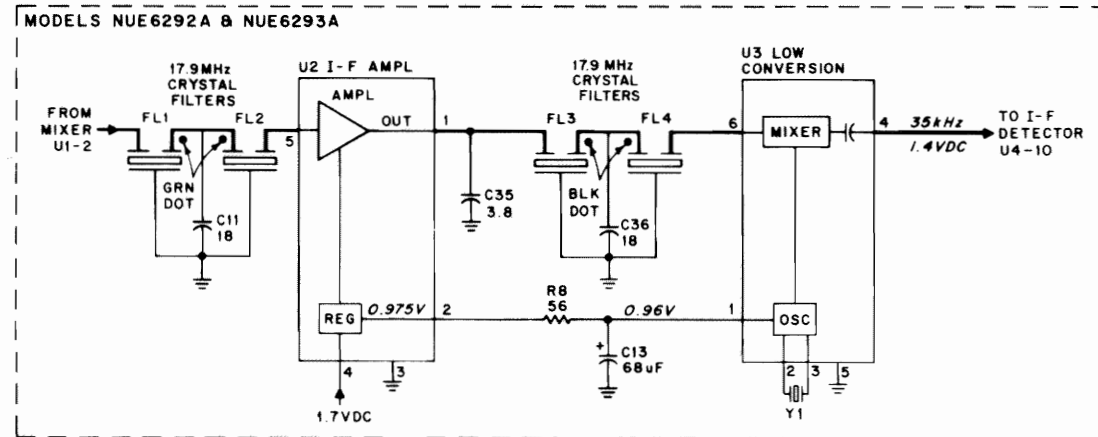 MODELS NUE6292A & NUE6293A
17.9MHz
CRYSTAL
FILTERS
FROM
MIXER
U1-2
FL1
FL2
GRN
DOT
C11
18
U2 I-F AMPL
AMPL
OUT
5
1
C35
3.8
17.9 MHz
CRYSTAL
FILTERS
FL3
FL4
BLK
DOT
C36
18
U3 LOW
CONVERSION
6
MIXER
4
35kHz
1.4VDC
TO I-F
DETECTOR
U4-10
REG
0.975V
2
R8
56
0.96V
1
OSC
+
C13
68uF
4
3
1.7VDC
2
3
5
Y1